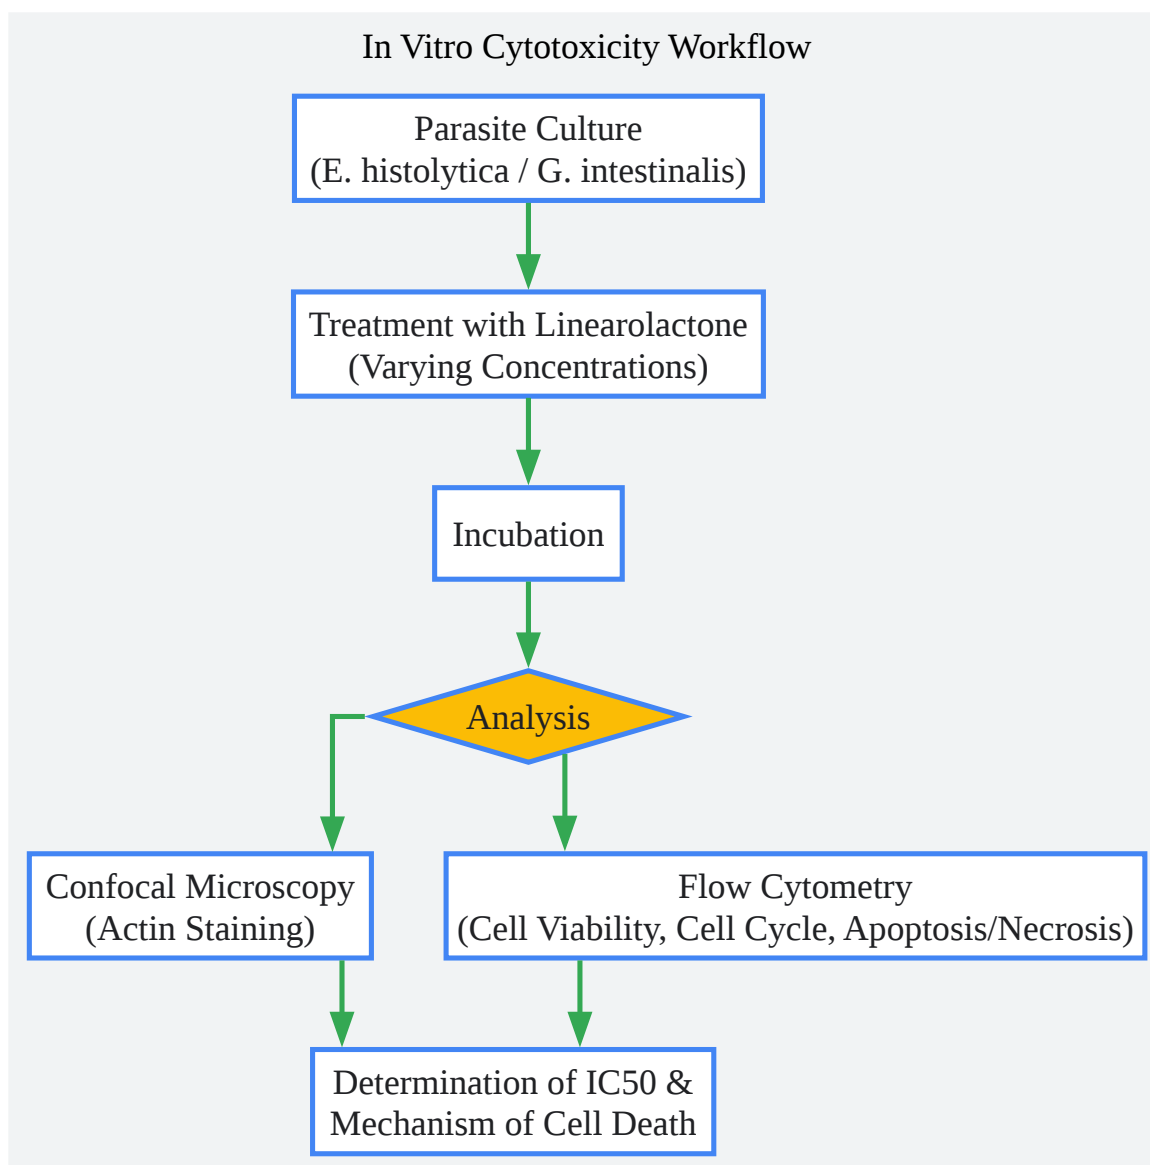 In Vitro Cytotoxicity Workflow
Parasite Culture
(E. histolytica / G. intestinalis)
Treatment with Linearolactone
(Varying Concentrations)
Incubation
Analysis
Confocal Microscopy
(Actin Staining)
Flow Cytometry
(Cell Viability, Cell Cycle, Apoptosis/Necrosis)
Determination of IC50 &
Mechanism of Cell Death